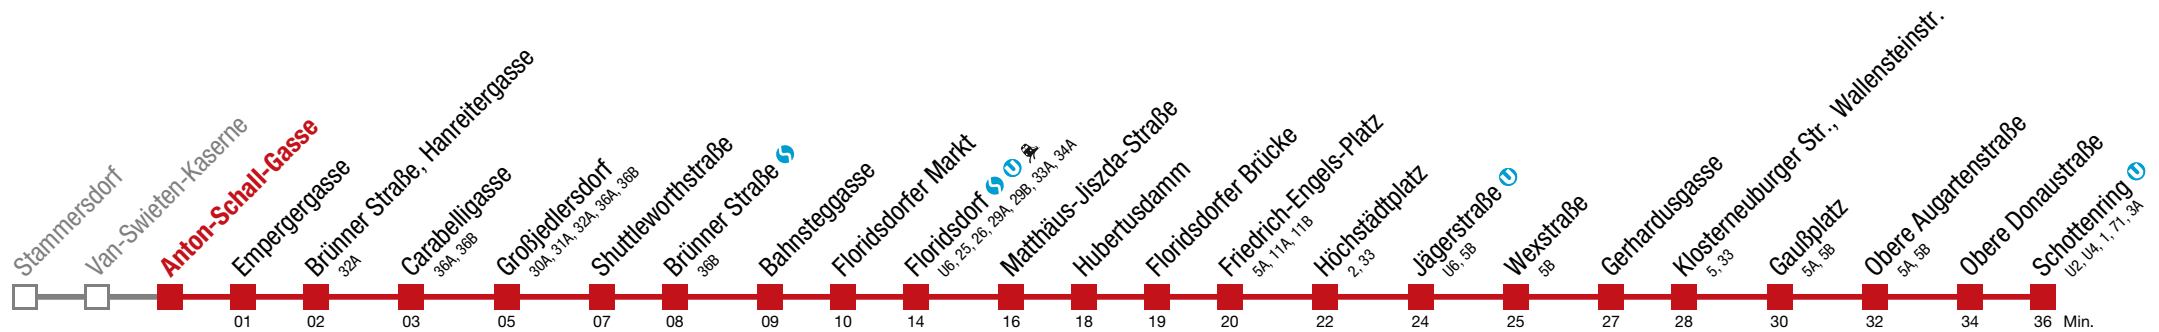 Stammersdorf
Van-Swieten-Kaserne
Anton-Schall-Gasse
Empergergasse
Brünner Straße, Hanreitergasse
32A
Carabelligasse
36A, 36B
Großjedlersdorf
30A, 31A, 32A, 36A, 36B
Shuttleworthstraße
Brünner Straße
36B
Bahnsteggasse
Floridsdorfer Markt
Floridsdorf
U6, 25, 26, 29A, 29B, 33A, 34A
Matthäus-Jiszda-Straße
Hubertusdamm
Floridsdorfer Brücke
Friedrich-Engels-Platz
5A, 11A, 11B
Höchstädtplatz
2, 33
Jägerstraße U
U6, 5B
Wexstraße
5B
Gerhardusgasse
Klosterneuburger Str., Wallensteinstr.
5, 33
Gaußplatz
5A, 5B
Obere Augartenstraße
5A, 5B
Obere Donaustraße
Schottenring U
U2, U4, 1, 71, 3A
01 02 03 05 07 08 09 10 14 16 18 19 20 22 24 25 27 28 30 32 34 36 Min.